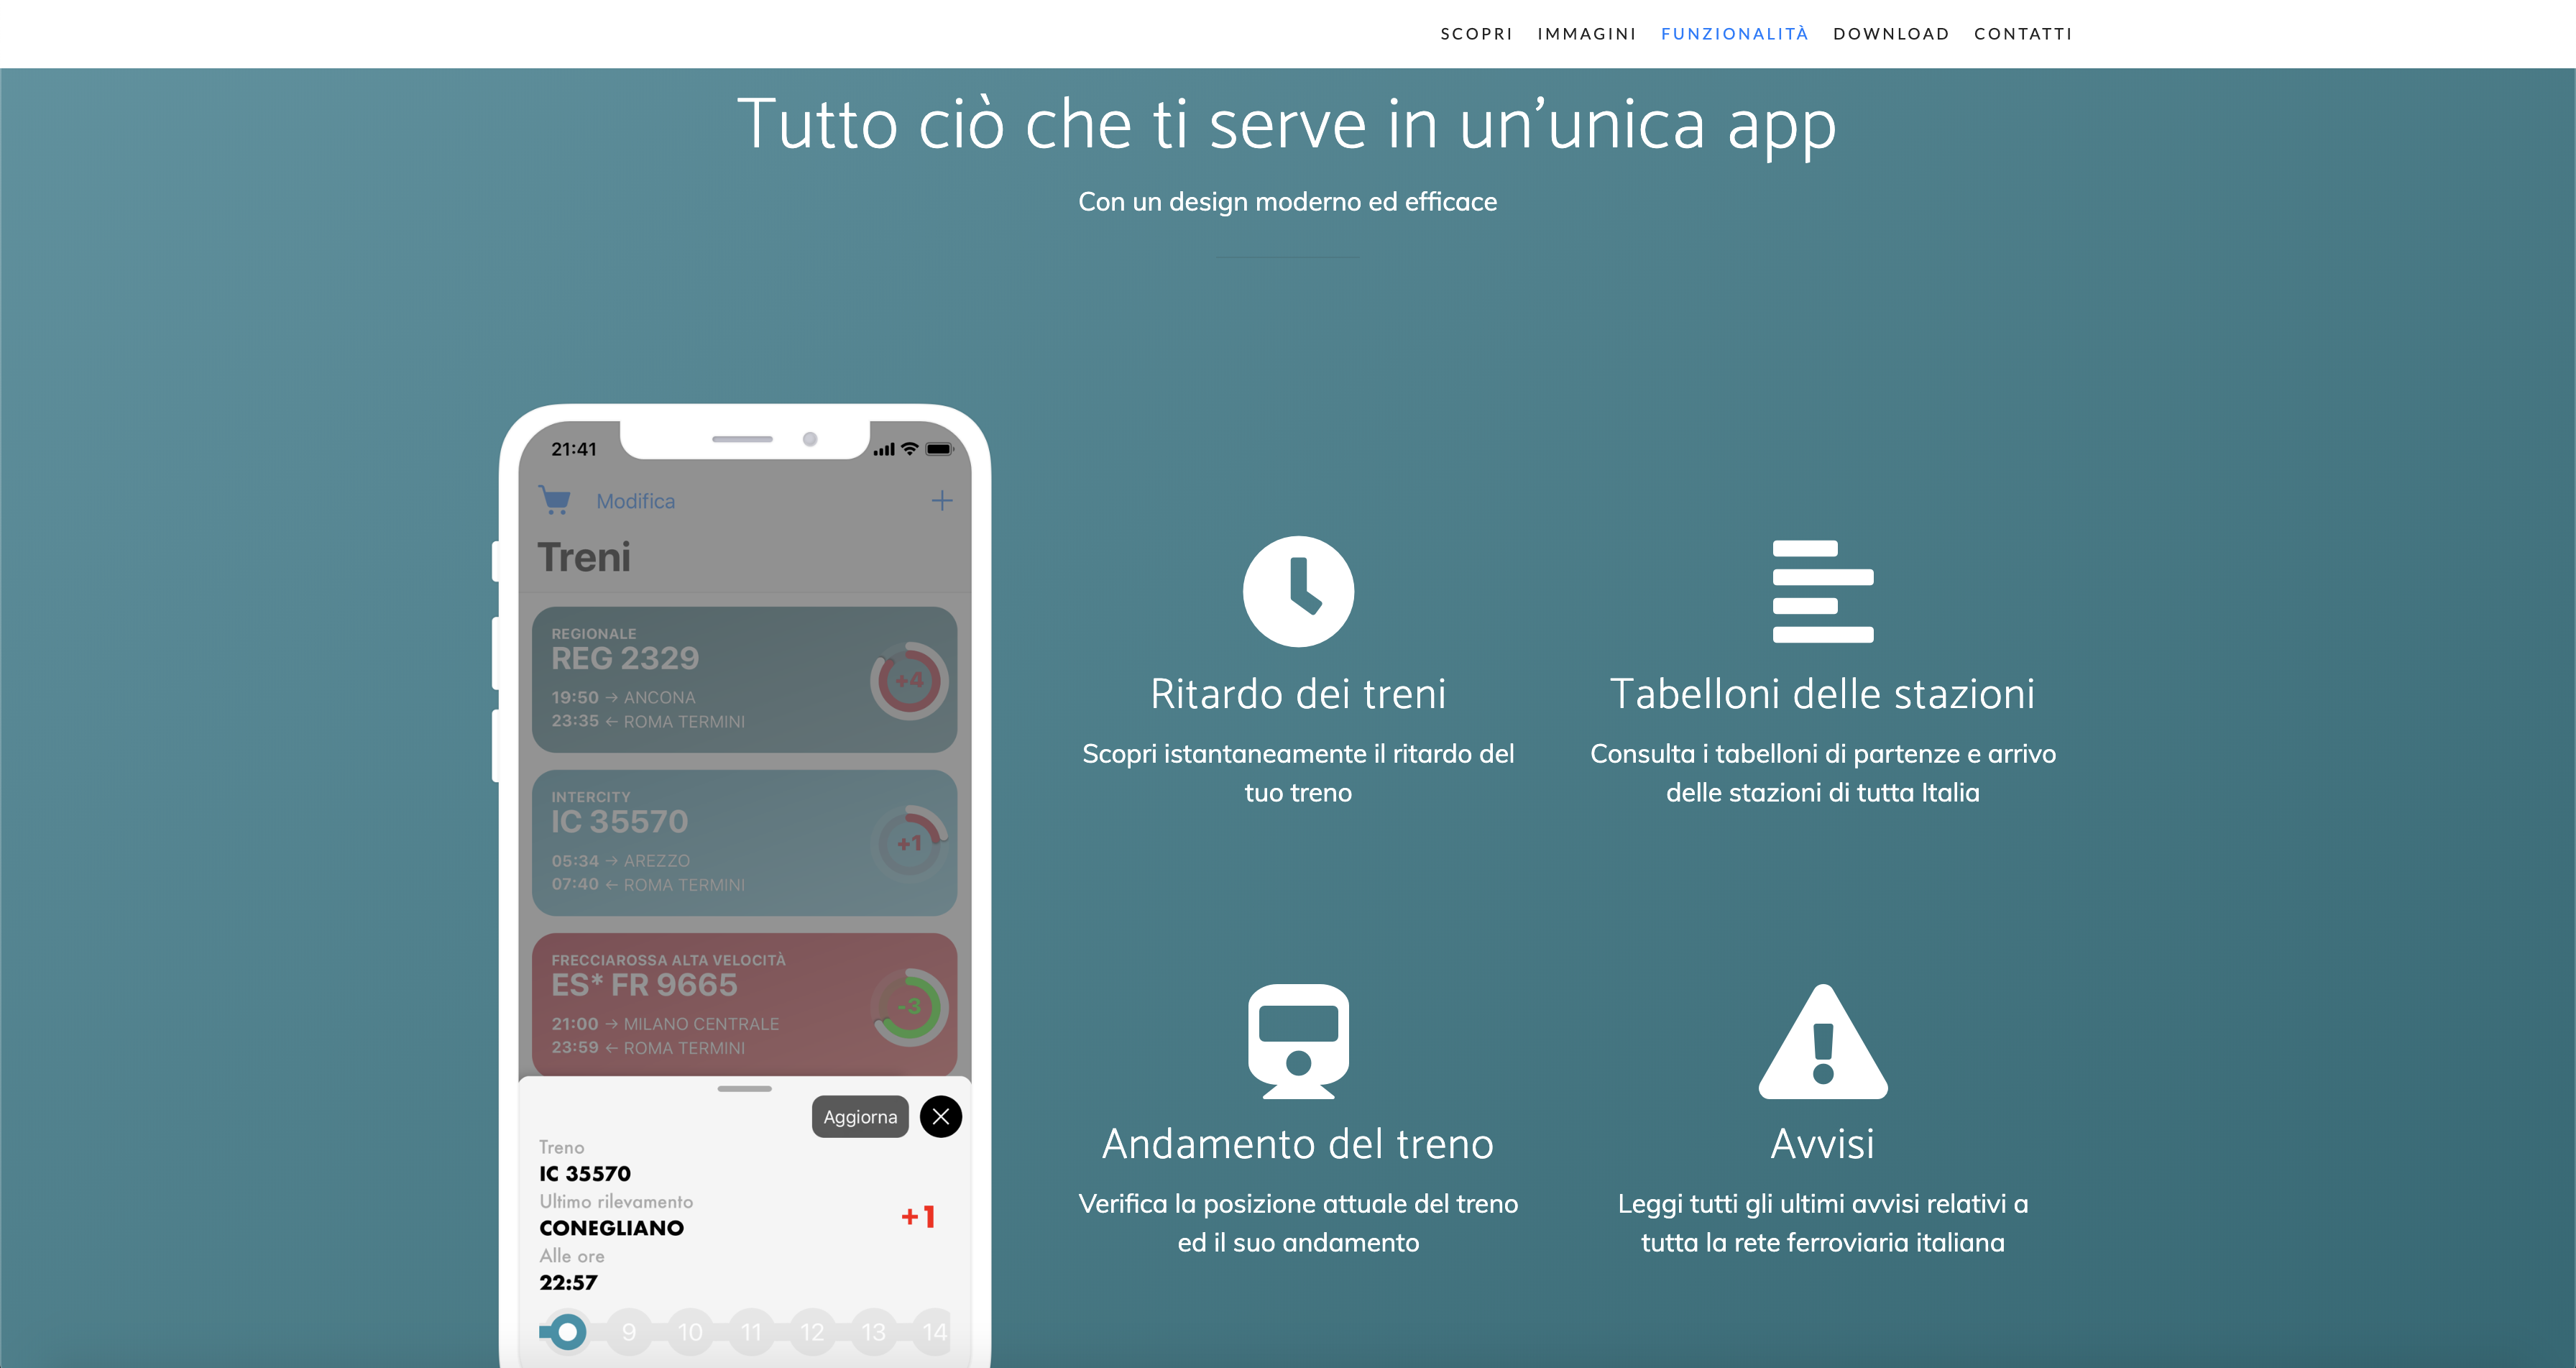 SCOPRI IMMAGINI FUNZIONALITÀ DOWNLOAD CONTATTI
Tutto ciò che ti serve in un’unica app
Con un design moderno ed efficace
21:41
Modifica +
Treni
REGIONALE
REG 2329
19:50 → ANCONA
23:35 ← ROMA TERMINI
+4
INTERCITY
IC 35570
05:34 → AREZZO
07:40 ← ROMA TERMINI
+1
FRECCIAROSSA ALTA VELOCITÀ
ES* FR 9665
21:00 → MILANO CENTRALE
23:59 ← ROMA TERMINI
-3
Aggiorna
Treno
IC 35570
Ultimo rilevamento
CONEGLIANO
+1
Alle ore
22:57
9 10 11 12 13 14
Ritardo dei treni
Scopri istantaneamente il ritardo del
tuo treno
Tabelloni delle stazioni
Consulta i tabelloni di partenze e arrivo
delle stazioni di tutta Italia
Andamento del treno
Verifica la posizione attuale del treno
ed il suo andamento
Avvisi
Leggi tutti gli ultimi avvisi relativi a
tutta la rete ferroviaria italiana